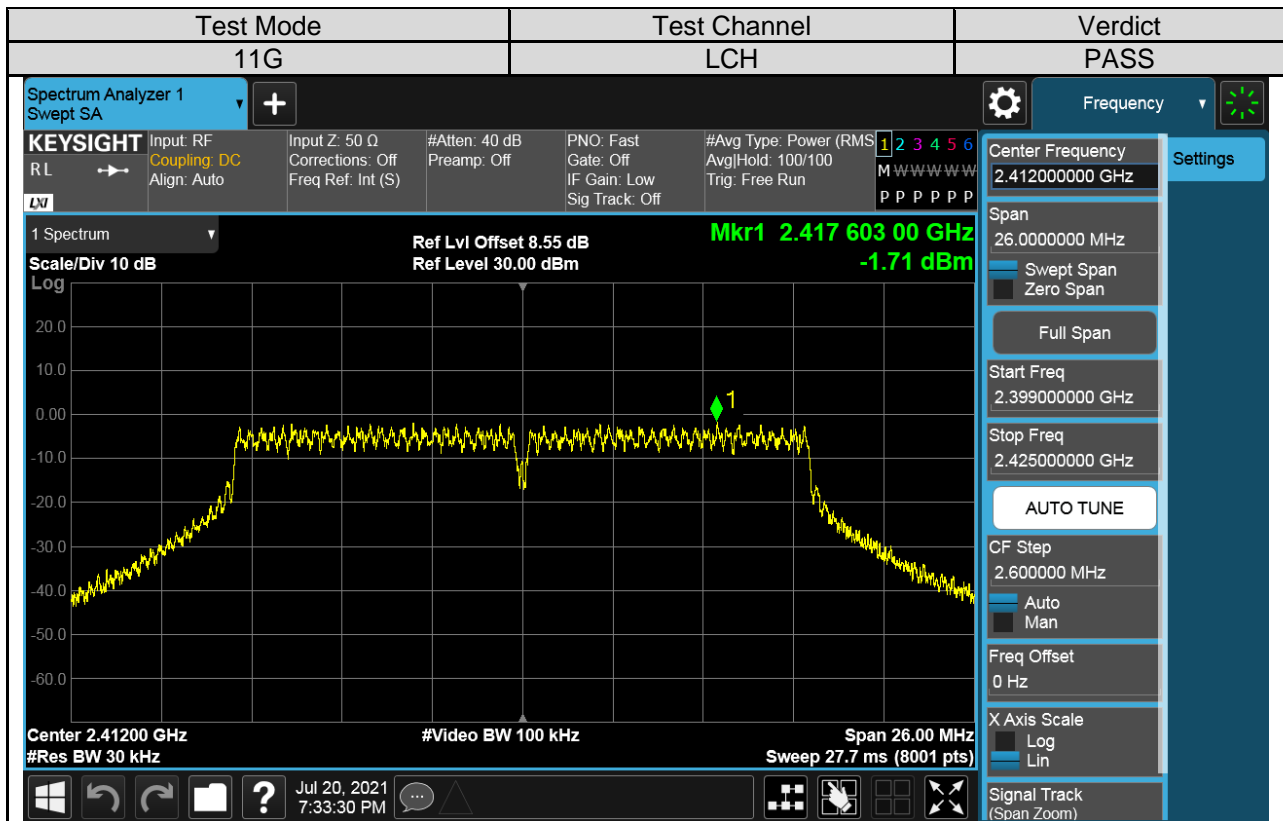 Test Mode Test Channel Verdict
11G LCH PASS
Spectrum Analyzer 1
Swept SA
Frequency
KEYSIGHT
R L
LXI
Input: RF
Coupling: DC
Align: Auto
Input Z: 50 Ω
Corrections: Off
Freq Ref: Int (S)
#Atten: 40 dB
Preamp: Off
PNO: Fast
Gate: Off
IF Gain: Low
Sig Track: Off
#Avg Type: Power (RMS
Avg|Hold: 100/100
Trig: Free Run
1 2 3 4 5 6
M W W W W W
P P P P P P
1 Spectrum
Scale/Div 10 dB
Log
Ref Lvl Offset 8.55 dB
Ref Level 30.00 dBm
Mkr1 2.417 603 00 GHz
-1.71 dBm
20.0
10.0
0.00
-10.0
-20.0
-30.0
-40.0
-50.0
-60.0
1
Center 2.41200 GHz
#Res BW 30 kHz
#Video BW 100 kHz
Span 26.00 MHz
Sweep 27.7 ms (8001 pts)
Center Frequency
2.412000000 GHz
Settings
Span
26.0000000 MHz
Swept Span
Zero Span
Full Span
Start Freq
2.399000000 GHz
Stop Freq
2.425000000 GHz
AUTO TUNE
CF Step
2.600000 MHz
Auto
Man
Freq Offset
0 Hz
X Axis Scale
Log
Lin
Signal Track
(Span Zoom)
?
Jul 20, 2021
7:33:30 PM